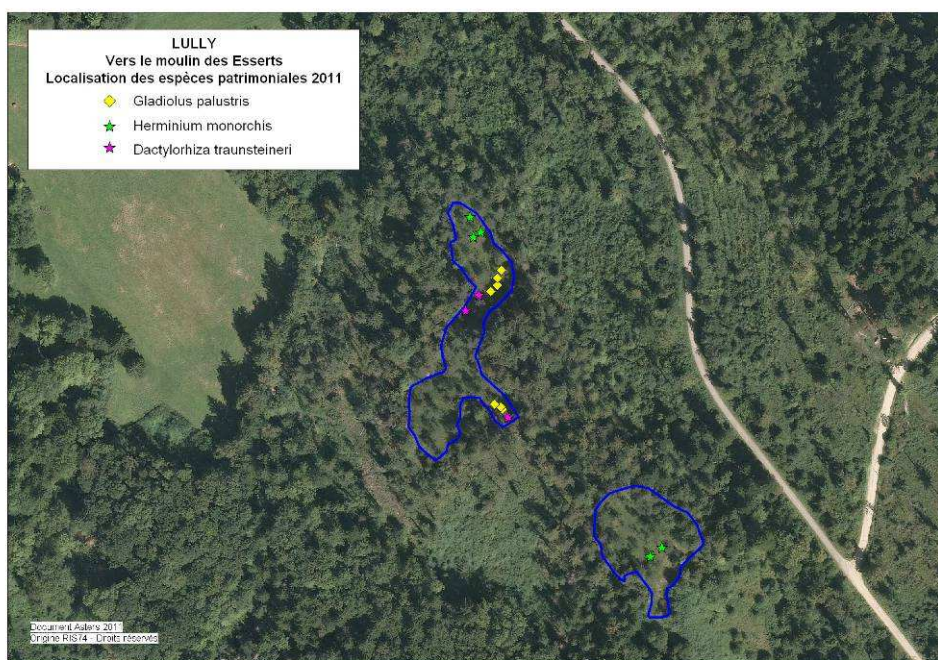 LULLY
Vers le moulin des Esserts
Localisation des espèces patrimoniales 2011
Gladiolus palustris
Herminium monorchis
Dactylorhiza traunsteineri
Document Asters 2011
Origine RIS74 - Droits réservés